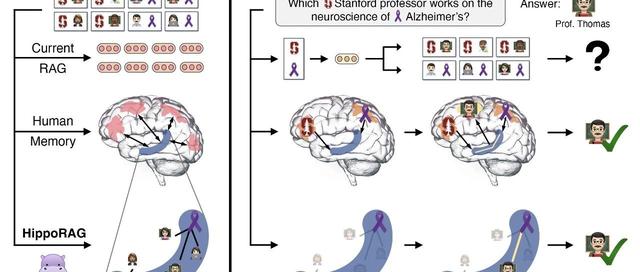 Which Stanford professor works on the
neuroscience of Alzheimer's?
Answer:
Prof. Thomas
Current
RAG
?
Human
Memory
HippoRAG